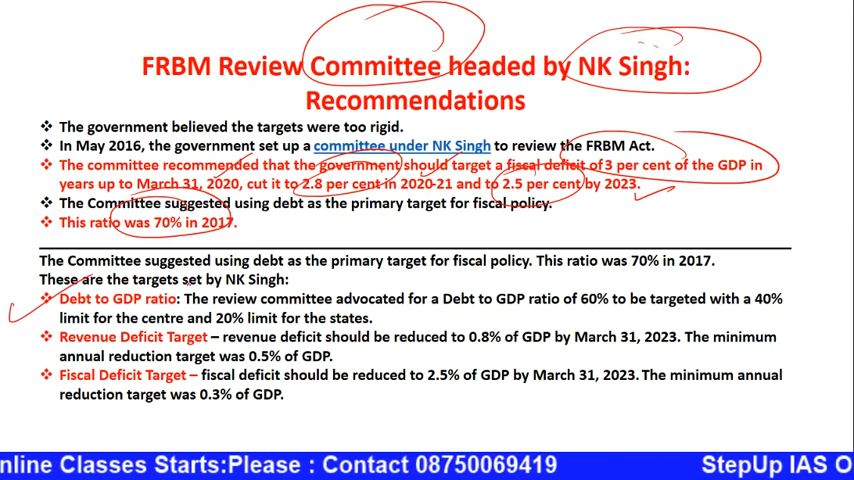 FRBM Review Committee headed by NK Singh:
Recommendations
❖ The government believed the targets were too rigid.
❖ In May 2016, the government set up a committee under NK Singh to review the FRBM Act.
❖ The committee recommended that the government should target a fiscal deficit of 3 per cent of the GDP in
years up to March 31, 2020, cut it to 2.8 per cent in 2020-21 and to 2.5 per cent by 2023.
❖ The Committee suggested using debt as the primary target for fiscal policy.
❖ This ratio was 70% in 2017.
The Committee suggested using debt as the primary target for fiscal policy. This ratio was 70% in 2017.
These are the targets set by NK Singh:
❖ Debt to GDP ratio: The review committee advocated for a Debt to GDP ratio of 60% to be targeted with a 40%
limit for the centre and 20% limit for the states.
❖ Revenue Deficit Target – revenue deficit should be reduced to 0.8% of GDP by March 31, 2023. The minimum
annual reduction target was 0.5% of GDP.
❖ Fiscal Deficit Target – fiscal deficit should be reduced to 2.5% of GDP by March 31, 2023. The minimum annual
reduction target was 0.3% of GDP.
nline Classes Starts:Please : Contact 08750069419 StepUp IAS O